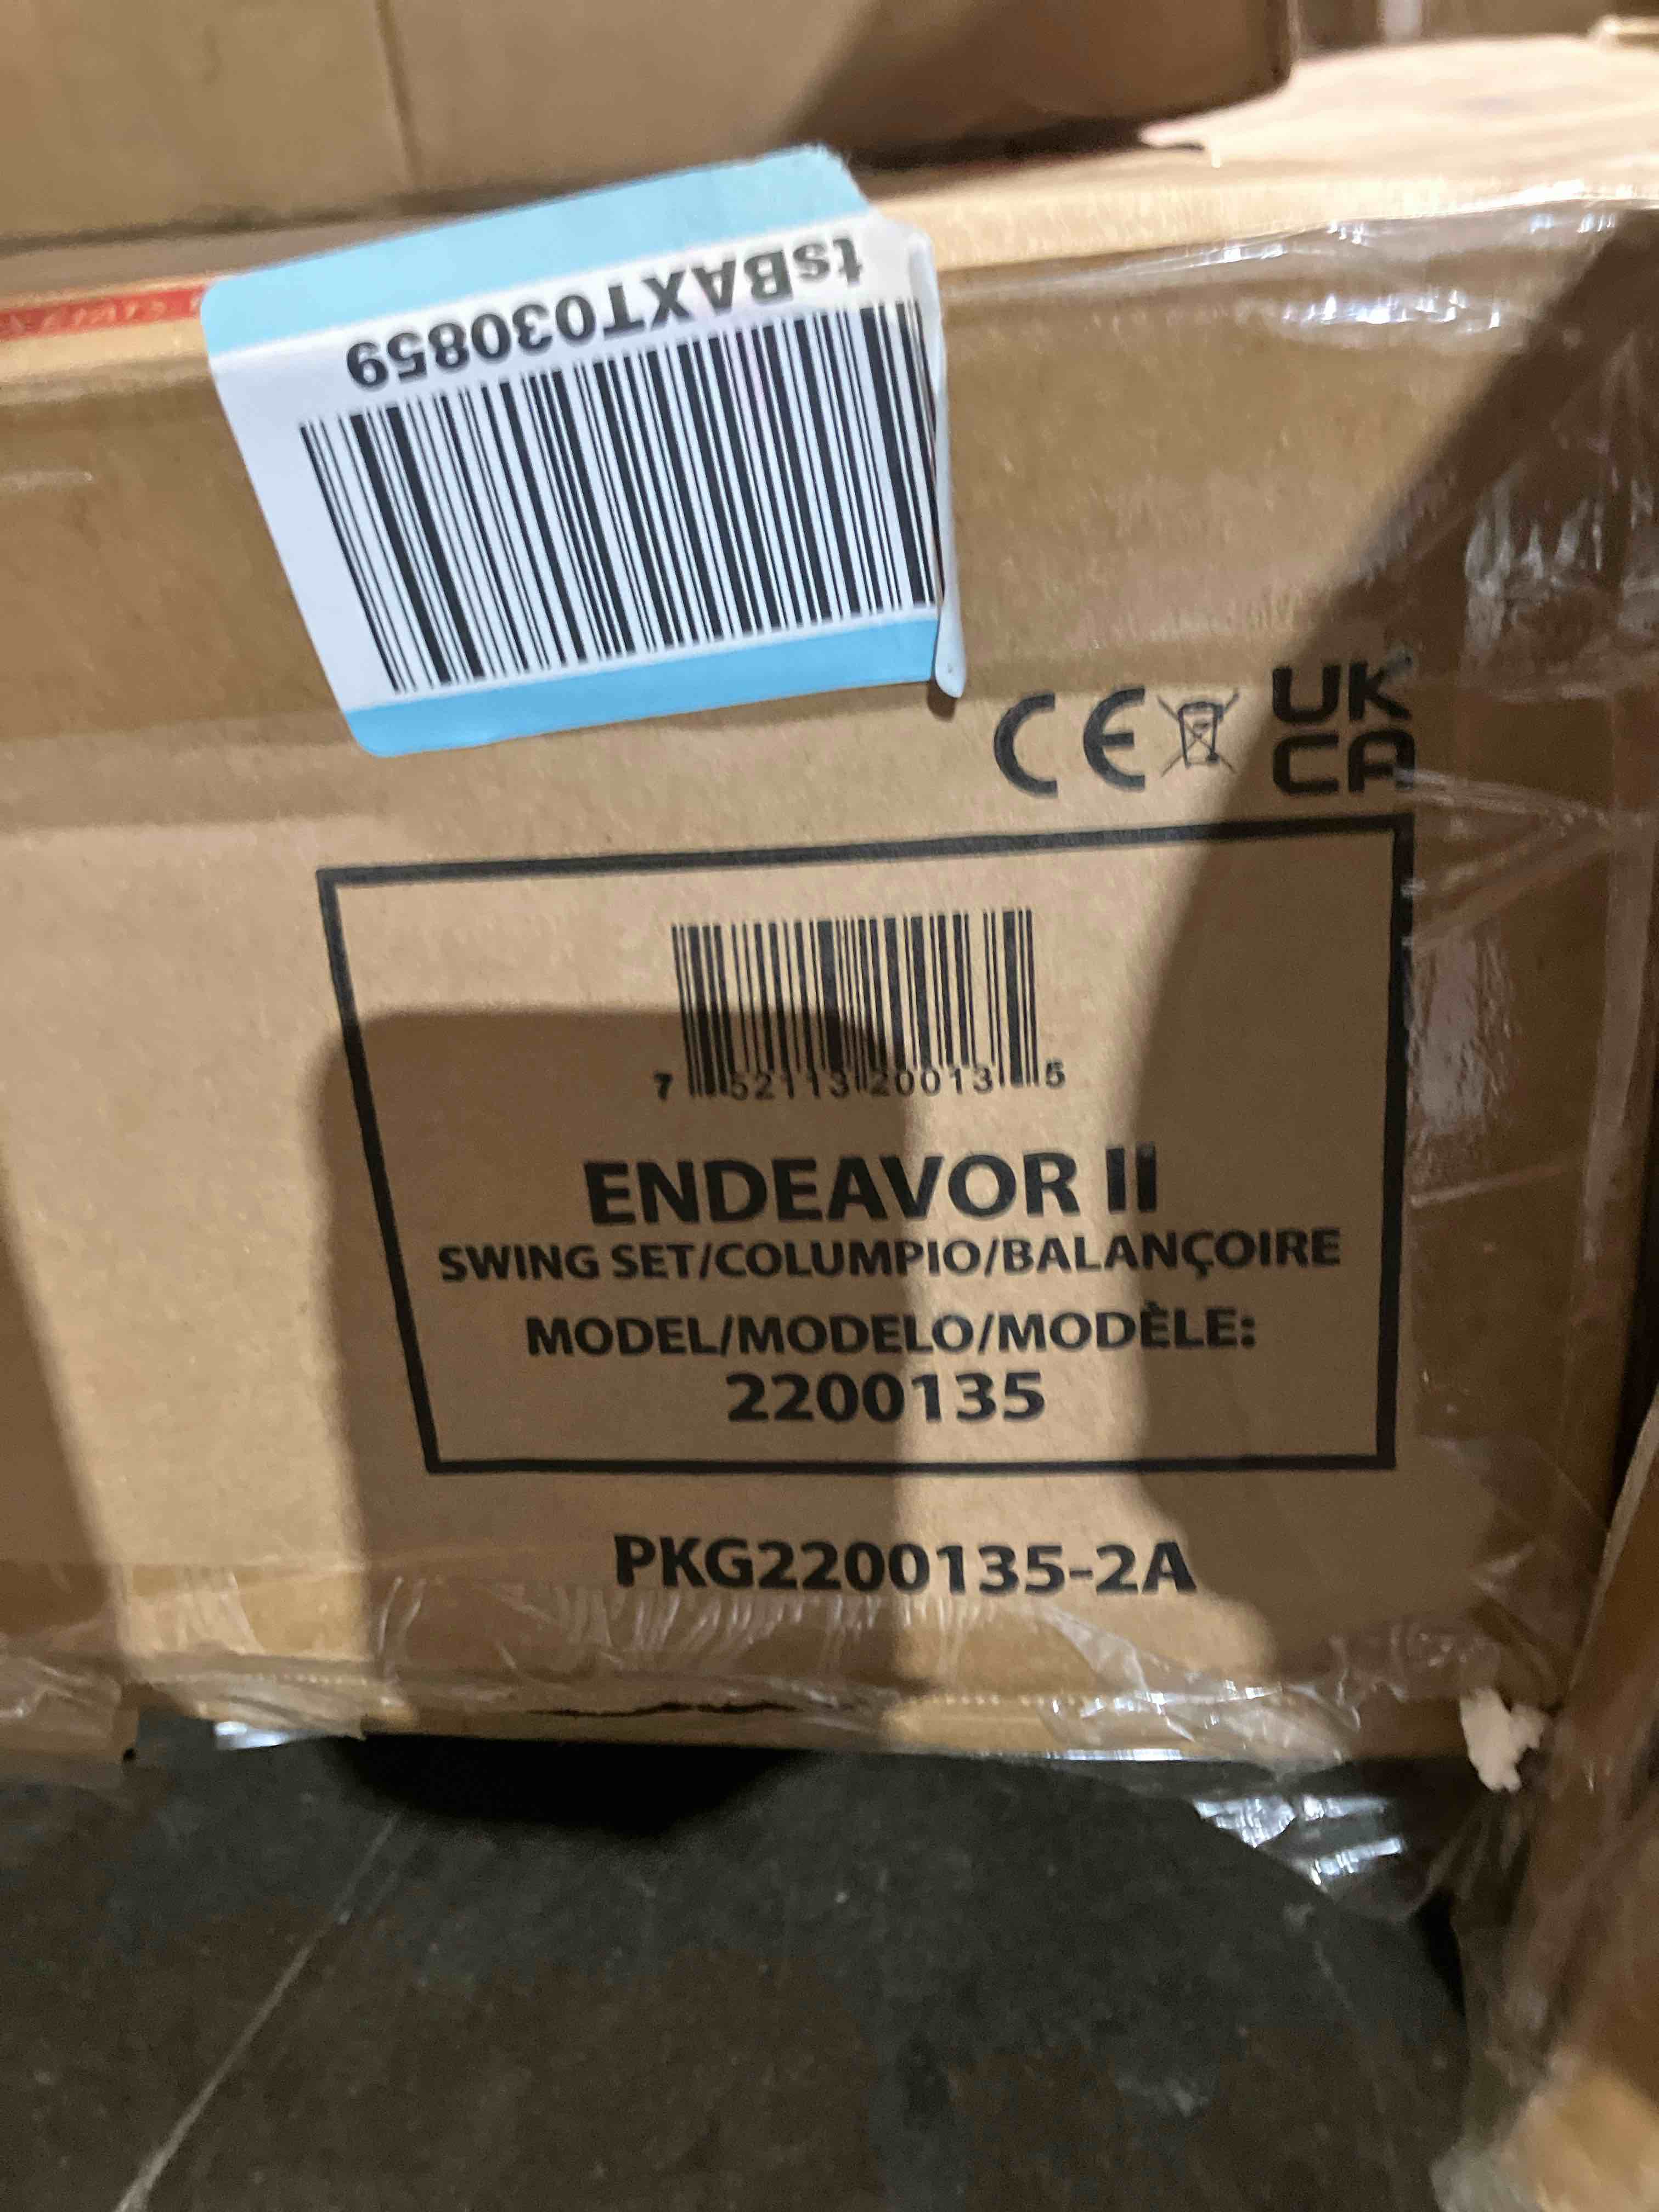 tsBAXT030859
CE
UK
CA
7 52113 20013 5
ENDEAVOR II
SWING SET/COLUMPIO/BALANÇOIRE
MODEL/MODELO/MODÈLE:
2200135
PKG2200135-2A